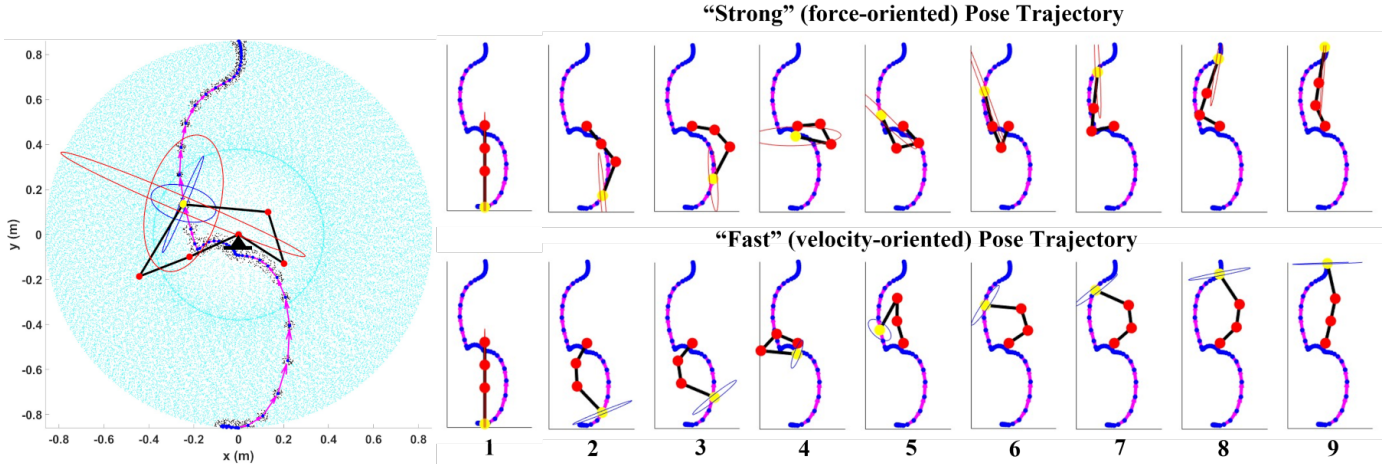 “Strong” (force-oriented) Pose Trajectory
0.8
0.6
0.4
0.2
0
-0.2
-0.4
-0.6
-0.8
y (m)
-0.8 -0.6 -0.4 -0.2 0 0.2 0.4 0.6 0.8
x (m)
“Fast” (velocity-oriented) Pose Trajectory
1 2 3 4 5 6 7 8 9